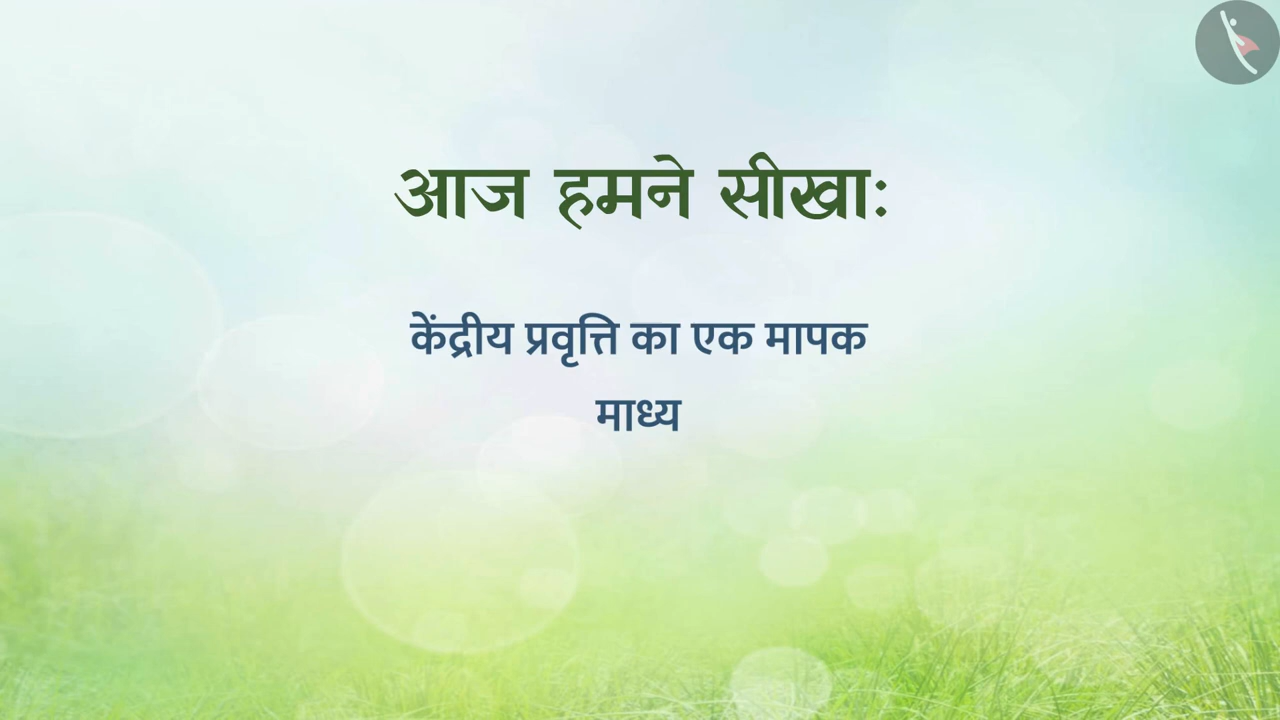 आज हमने सीखा:
केंद्रीय प्रवृत्ति का एक मापक
माध्य